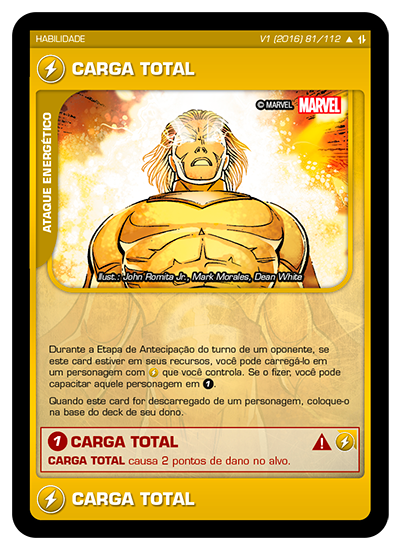 HABILIDADE V1 (2016) 81/112
CARGA TOTAL
© MARVEL MARVEL
ATAQUE ENERGÉTICO
Illust.: John Romita Jr., Mark Morales, Dean White
Durante a Etapa de Antecipação do turno de um oponente, se
este card estiver em seus recursos, você pode carregá-lo em
um personagem com que você controla. Se o fizer, você pode
capacitar aquele personagem em 1.
Quando este card for descarregado de um personagem, coloque-o
na base do deck de seu dono.
1 CARGA TOTAL
CARGA TOTAL causa 2 pontos de dano no alvo.
CARGA TOTAL